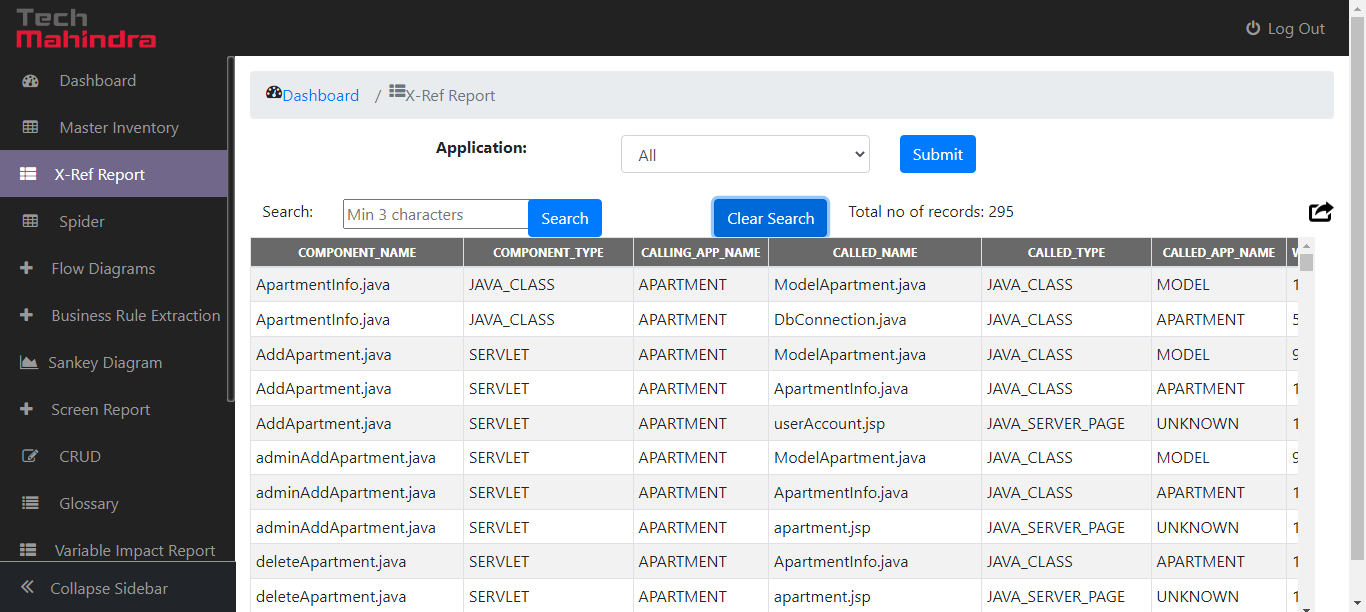 Tech
Mahindra
Log Out
Dashboard
Master Inventory
X-Ref Report
Spider
Flow Diagrams
Business Rule Extraction
Sankey Diagram
Screen Report
CRUD
Glossary
Variable Impact Report
Collapse Sidebar
Dashboard / X-Ref Report
Application: All Submit
Search: Min 3 characters Search Clear Search Total no of records: 295
COMPONENT_NAME COMPONENT_TYPE CALLING_APP_NAME CALLED_NAME CALLED_TYPE CALLED_APP_NAME
ApartmentInfo.java JAVA_CLASS APARTMENT ModelApartment.java JAVA_CLASS MODEL 1
ApartmentInfo.java JAVA_CLASS APARTMENT DbConnection.java JAVA_CLASS APARTMENT 5
AddApartment.java SERVLET APARTMENT ModelApartment.java JAVA_CLASS MODEL 9
AddApartment.java SERVLET APARTMENT ApartmentInfo.java JAVA_CLASS APARTMENT 1
AddApartment.java SERVLET APARTMENT userAccount.jsp JAVA_SERVER_PAGE UNKNOWN 1
adminAddApartment.java SERVLET APARTMENT ModelApartment.java JAVA_CLASS MODEL 9
adminAddApartment.java SERVLET APARTMENT ApartmentInfo.java JAVA_CLASS APARTMENT 1
adminAddApartment.java SERVLET APARTMENT apartment.jsp JAVA_SERVER_PAGE UNKNOWN 1
deleteApartment.java SERVLET APARTMENT ApartmentInfo.java JAVA_CLASS APARTMENT 1
deleteApartment.java SERVLET APARTMENT apartment.jsp JAVA_SERVER_PAGE UNKNOWN 1